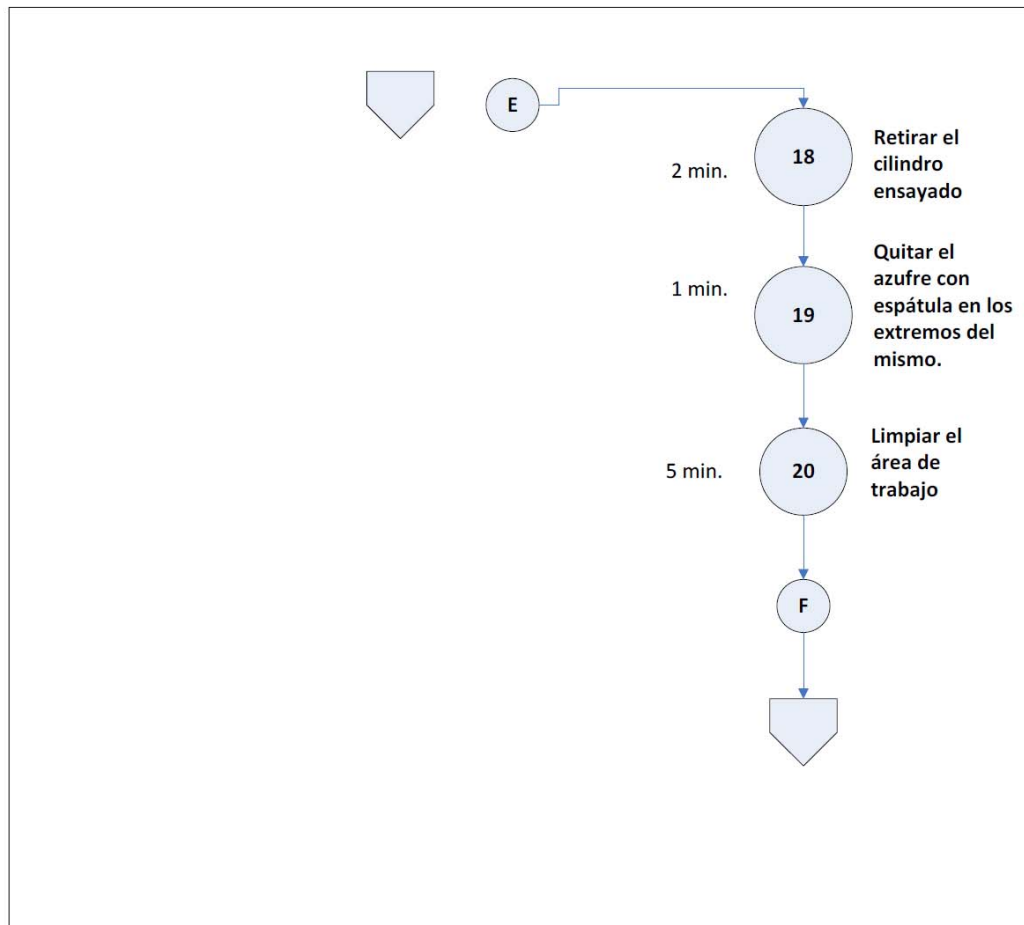 E
18
2 min.
Retirar el
cilindro
ensayado
19
1 min.
Quitar el
azufre con
espátula en los
extremos del
mismo.
20
5 min.
Limpiar el
área de
trabajo
F